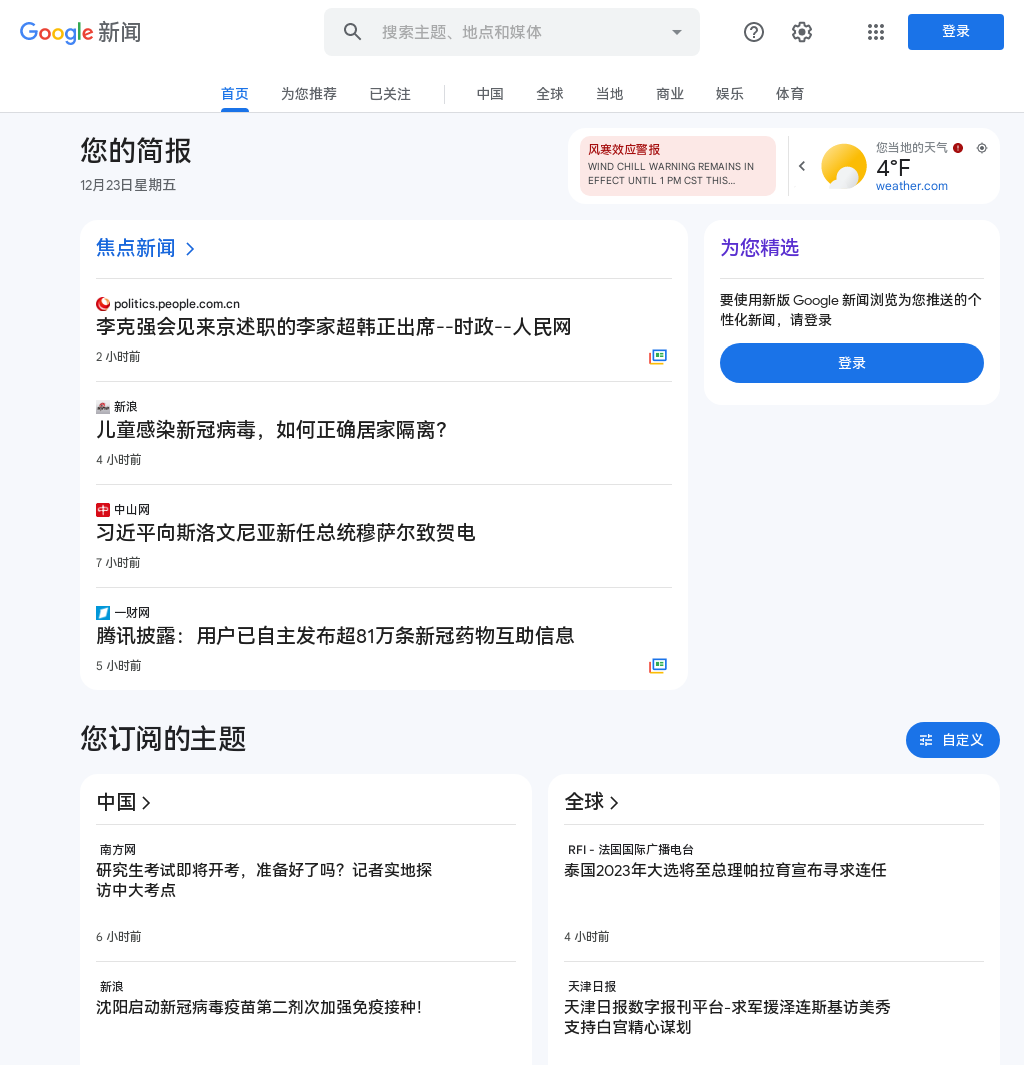 Google 新闻
搜索主题、地点和媒体
登录
首页 为您推荐 已关注 中国 全球 当地 商业 娱乐 体育
您的简报
12月23日星期五
风寒效应警报
WIND CHILL WARNING REMAINS IN
EFFECT UNTIL 1 PM CST THIS...
您当地的天气
4°F
weather.com
焦点新闻
politics.people.com.cn
李克强会见来京述职的李家超韩正出席--时政--人民网
2 小时前
新浪
儿童感染新冠病毒，如何正确居家隔离？
4 小时前
中山网
习近平向斯洛文尼亚新任总统穆萨尔致贺电
7 小时前
一财网
腾讯披露：用户已自主发布超81万条新冠药物互助信息
5 小时前
为您精选
要使用新版 Google 新闻浏览为您推送的个
性化新闻，请登录
登录
您订阅的主题
自定义
中国
南方网
研究生考试即将开考，准备好了吗？记者实地探
访中大考点
6 小时前
新浪
沈阳启动新冠病毒疫苗第二剂次加强免疫接种！
全球
RFI - 法国国际广播电台
泰国2023年大选将至总理帕拉育宣布寻求连任
4 小时前
天津日报
天津日报数字报刊平台-求军援泽连斯基访美秀
支持白宫精心谋划